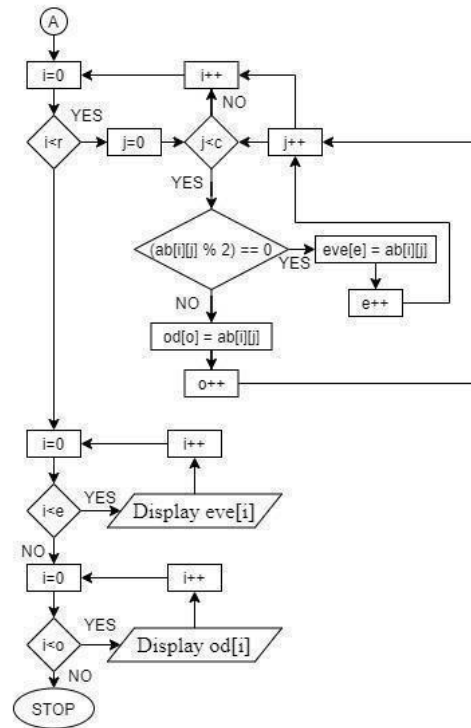 A
i=0
i++
YES
NO
i<r
j=0
j<c
j++
YES
(ab[i][j] % 2) == 0
YES
eve[e] = ab[i][j]
NO
e++
od[o] = ab[i][j]
o++
i=0
i++
i<e
YES
Display eve[i]
NO
i=0
i++
i<o
YES
Display od[i]
NO
STOP